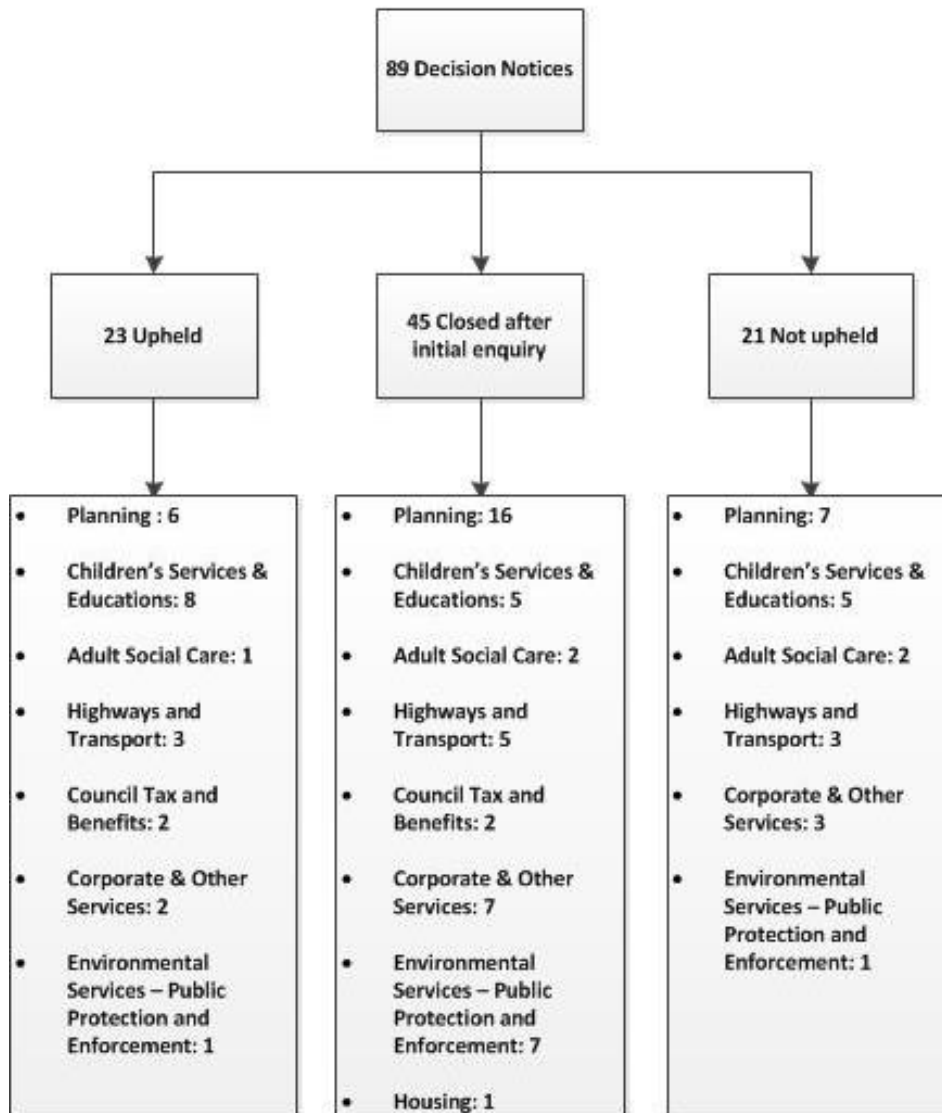 89 Decision Notices
23 Upheld
45 Closed after
initial enquiry
21 Not upheld
• Planning : 6
• Children's Services &
Educations: 8
• Adult Social Care: 1
• Highways and
Transport: 3
• Council Tax and
Benefits: 2
• Corporate & Other
Services: 2
• Environmental
Services – Public
Protection and
Enforcement: 1
• Planning: 16
• Children's Services &
Educations: 5
• Adult Social Care: 2
• Highways and
Transport: 5
• Council Tax and
Benefits: 2
• Corporate & Other
Services: 7
• Environmental
Services – Public
Protection and
Enforcement: 7
• Housing: 1
• Planning: 7
• Children's Services &
Educations: 5
• Adult Social Care: 2
• Highways and
Transport: 3
• Corporate & Other
Services: 3
• Environmental
Services – Public
Protection and
Enforcement: 1